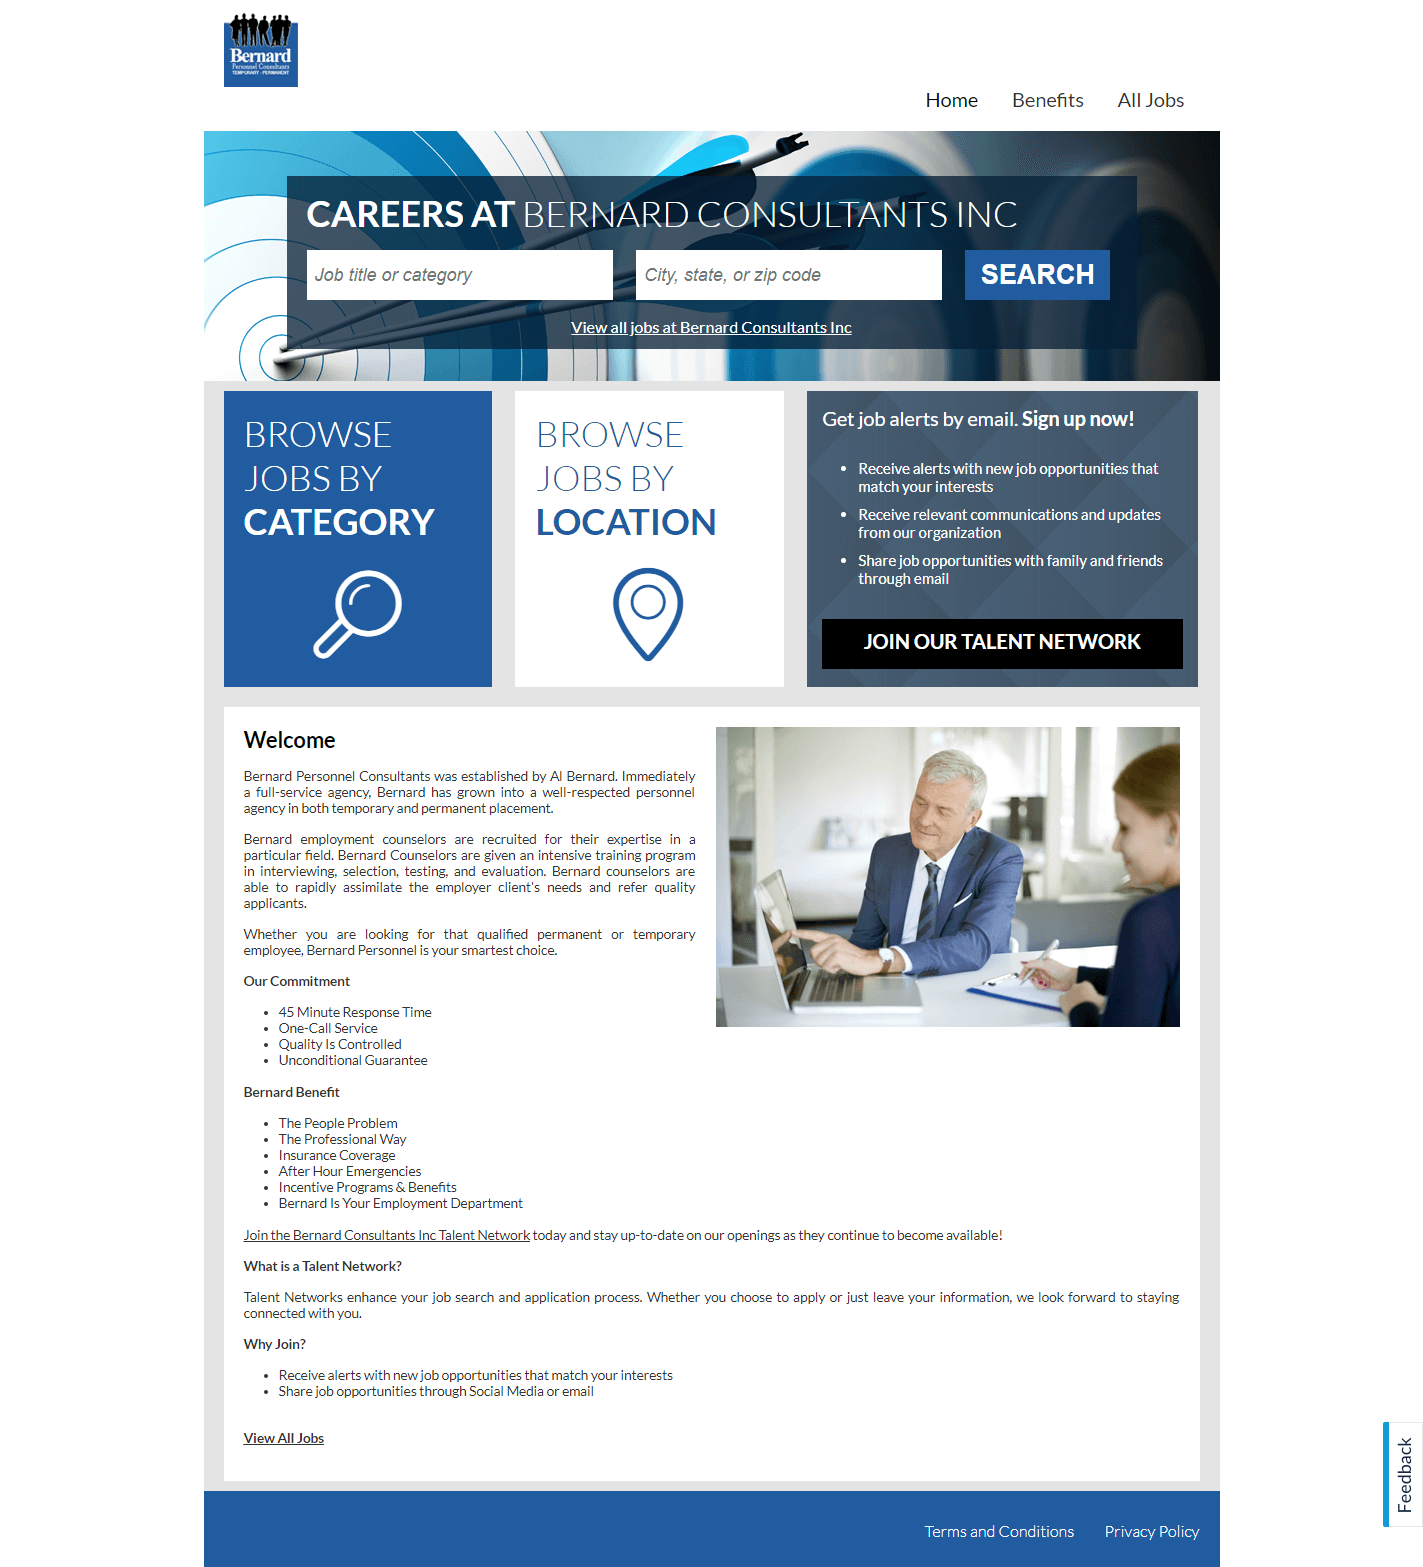 Bernard
Personnel Consultants
TEMPORARY - PERMANENT
Home Benefits All Jobs
CAREERS AT BERNARD CONSULTANTS INC
Job title or category
City, state, or zip code
SEARCH
View all jobs at Bernard Consultants Inc
BROWSE
JOBS BY
CATEGORY
BROWSE
JOBS BY
LOCATION
Get job alerts by email. Sign up now!
• Receive alerts with new job opportunities that
match your interests
• Receive relevant communications and updates
from our organization
• Share job opportunities with family and friends
through email
JOIN OUR TALENT NETWORK
Welcome
Bernard Personnel Consultants was established by Al Bernard. Immediately
a full-service agency, Bernard has grown into a well-respected personnel
agency in both temporary and permanent placement.
Bernard employment counselors are recruited for their expertise in a
particular field. Bernard Counselors are given an intensive training program
in interviewing, selection, testing, and evaluation. Bernard counselors are
able to rapidly assimilate the employer client's needs and refer quality
applicants.
Whether you are looking for that qualified permanent or temporary
employee, Bernard Personnel is your smartest choice.
Our Commitment
• 45 Minute Response Time
• One-Call Service
• Quality Is Controlled
• Unconditional Guarantee
Bernard Benefit
• The People Problem
• The Professional Way
• Insurance Coverage
• After Hour Emergencies
• Incentive Programs & Benefits
• Bernard Is Your Employment Department
Join the Bernard Consultants Inc Talent Network today and stay up-to-date on our openings as they continue to become available!
What is a Talent Network?
Talent Networks enhance your job search and application process. Whether you choose to apply or just leave your information, we look forward to staying
connected with you.
Why Join?
• Receive alerts with new job opportunities that match your interests
• Share job opportunities through Social Media or email
View All Jobs
Feedback
Terms and Conditions Privacy Policy